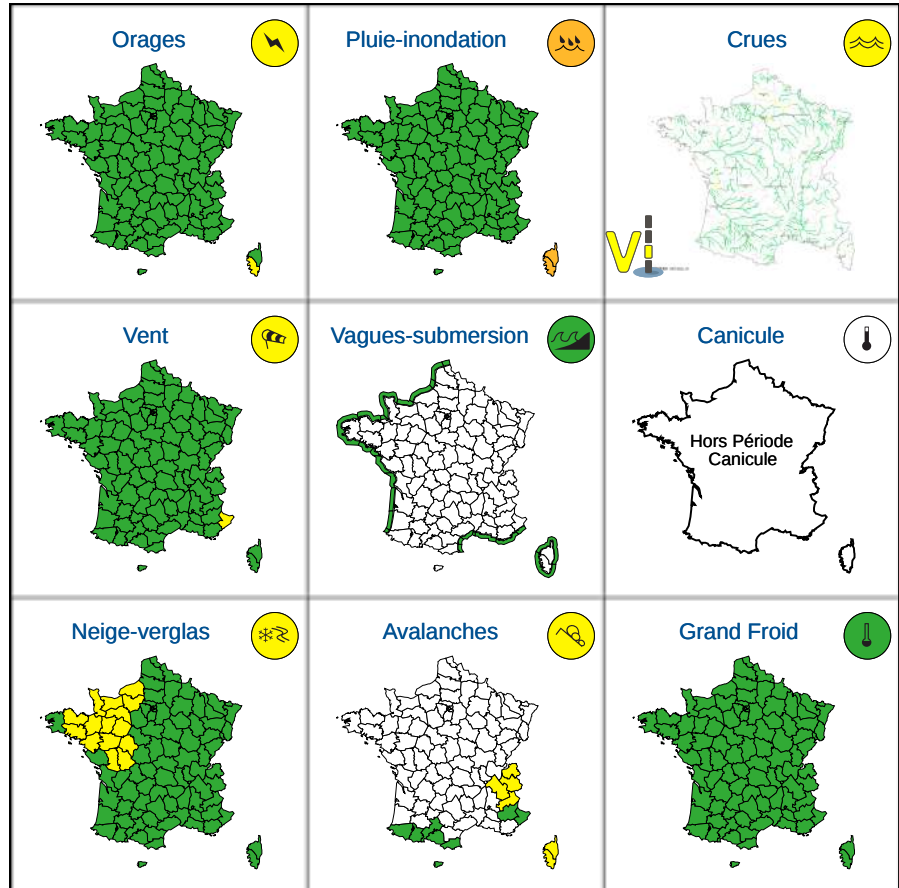 Orages
Pluie-inondation
Crues
Vent
Vagues-submersion
Canicule
Hors Période
Canicule
Neige-verglas
Avalanches
Grand Froid